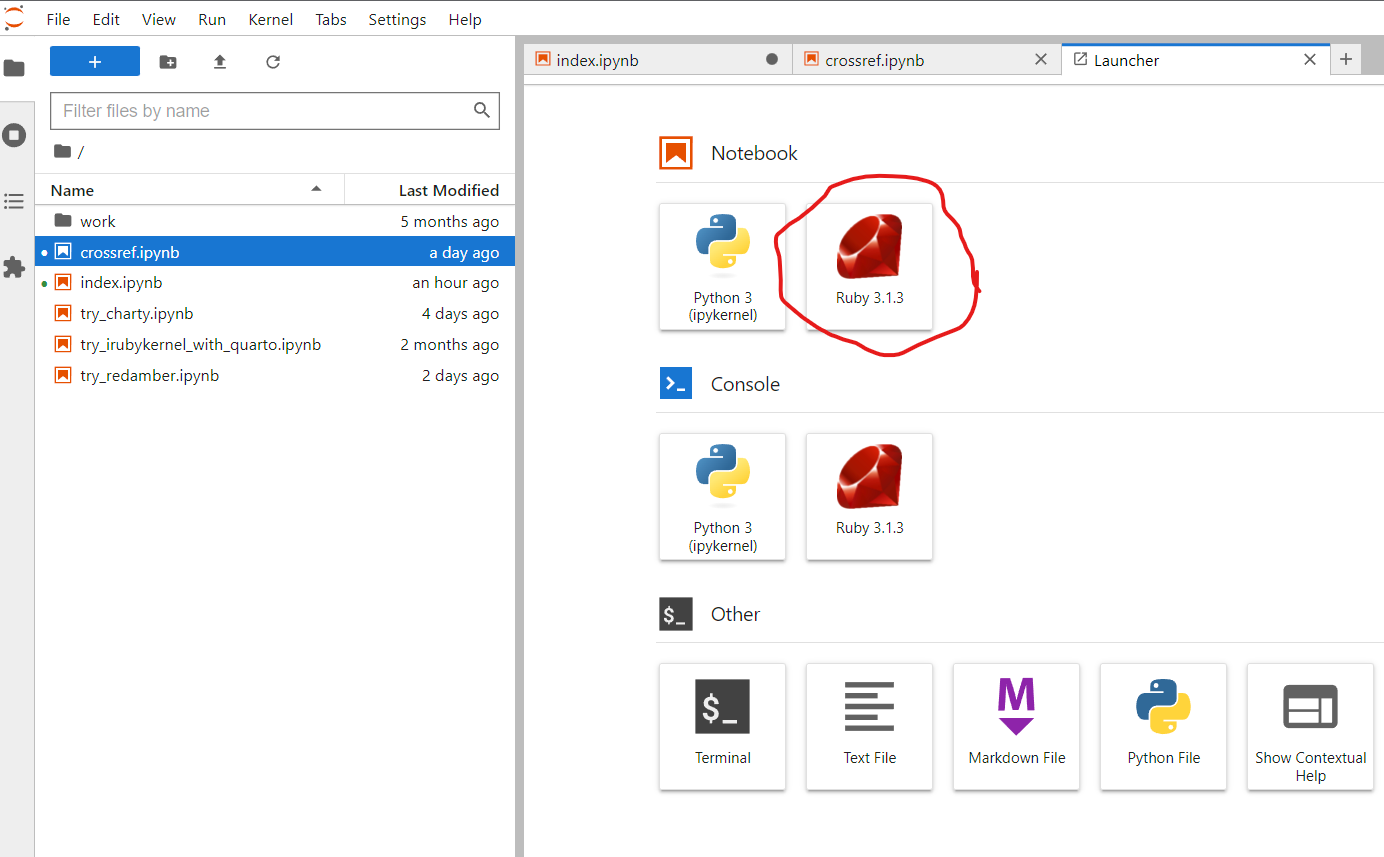 File Edit View Run Kernel Tabs Settings Help
+
Filter files by name
/
Name Last Modified
work 5 months ago
crossref.ipynb a day ago
index.ipynb an hour ago
try_charty.ipynb 4 days ago
try_irubykernel_with_quarto.ipynb 2 months ago
try_redamber.ipynb 2 days ago
index.ipynb crossref.ipynb Launcher +
Notebook
Python 3
(ipykernel)
Ruby 3.1.3
Console
Python 3
(ipykernel)
Ruby 3.1.3
$_ Other
$_
Terminal
Text File
M
Markdown File
Python File
Show Contextual
Help